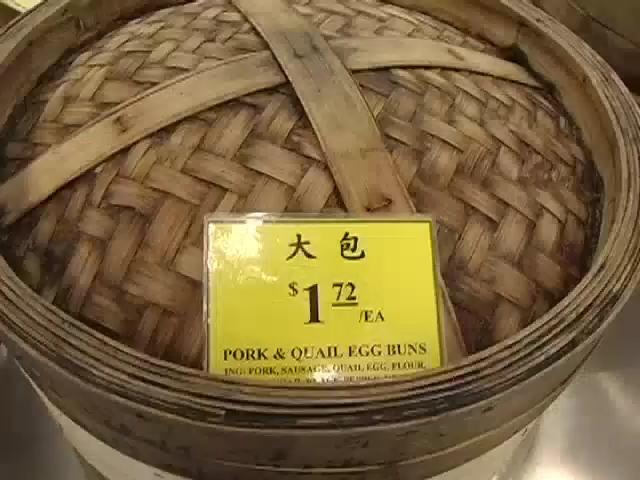 大包
$1 72 /EA
PORK & QUAIL EGG BUNS
ING: PORK, SAUSAGE, QUAIL EGG, FLOUR,